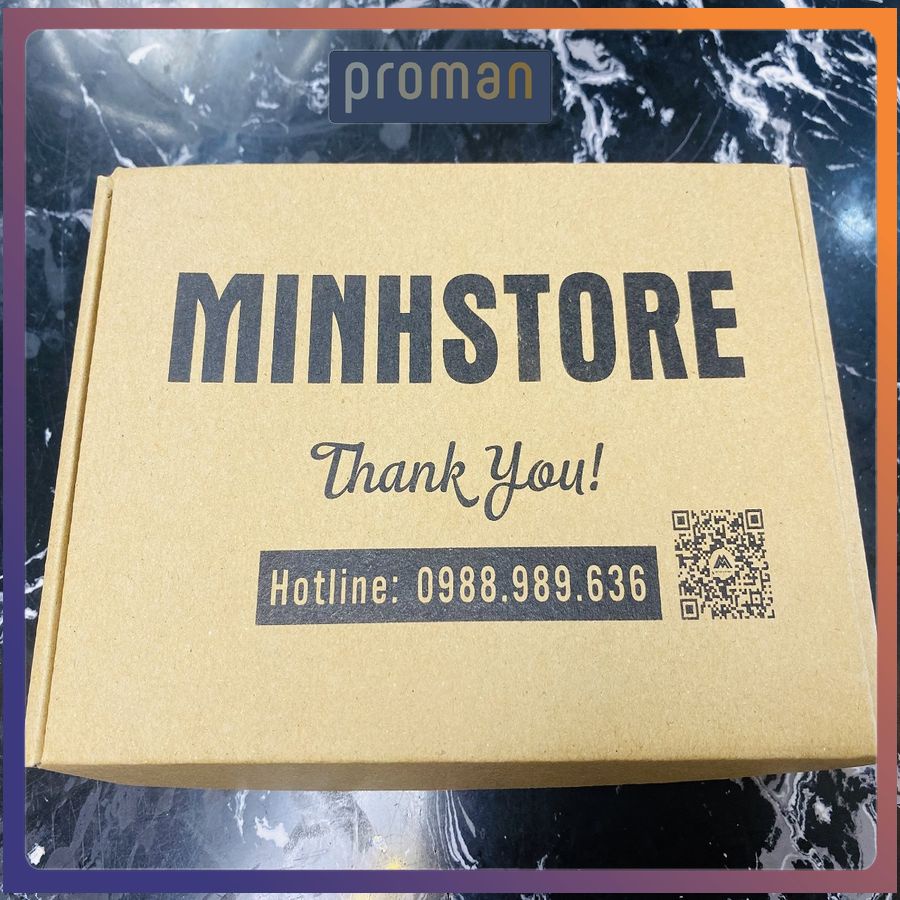 proman
MINHSTORE
Thank You!
Hotline: 0988.989.636